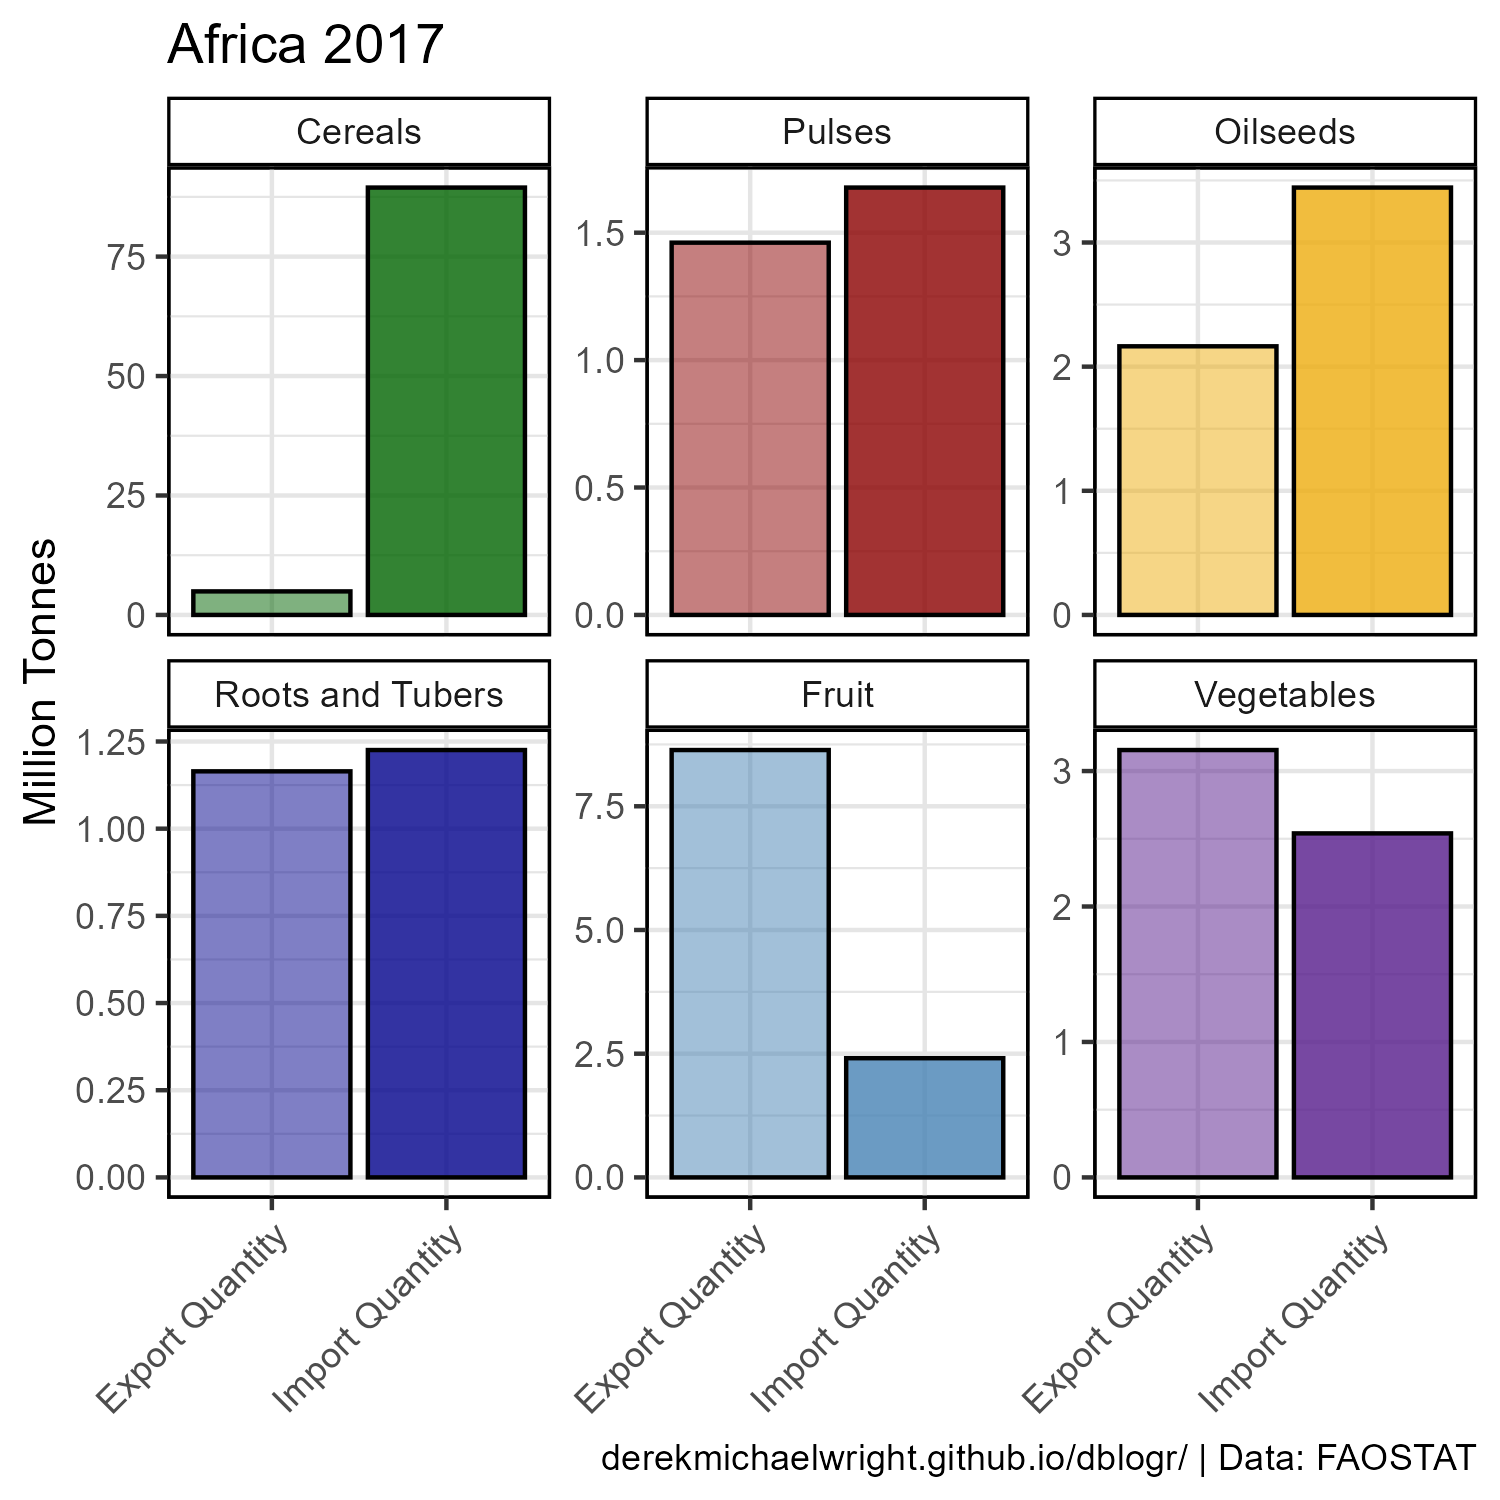 Africa 2017
Cereals
Pulses
Oilseeds
75
50
25
0
1.5
1.0
0.5
0.0
3
2
1
0
Million Tonnes
Roots and Tubers
Fruit
Vegetables
1.25
1.00
0.75
0.50
0.25
0.00
7.5
5.0
2.5
0.0
3
2
1
0
Export Quantity
Import Quantity
Export Quantity
Import Quantity
Export Quantity
Import Quantity
derekmichaelwright.github.io/dblogr/ | Data: FAOSTAT